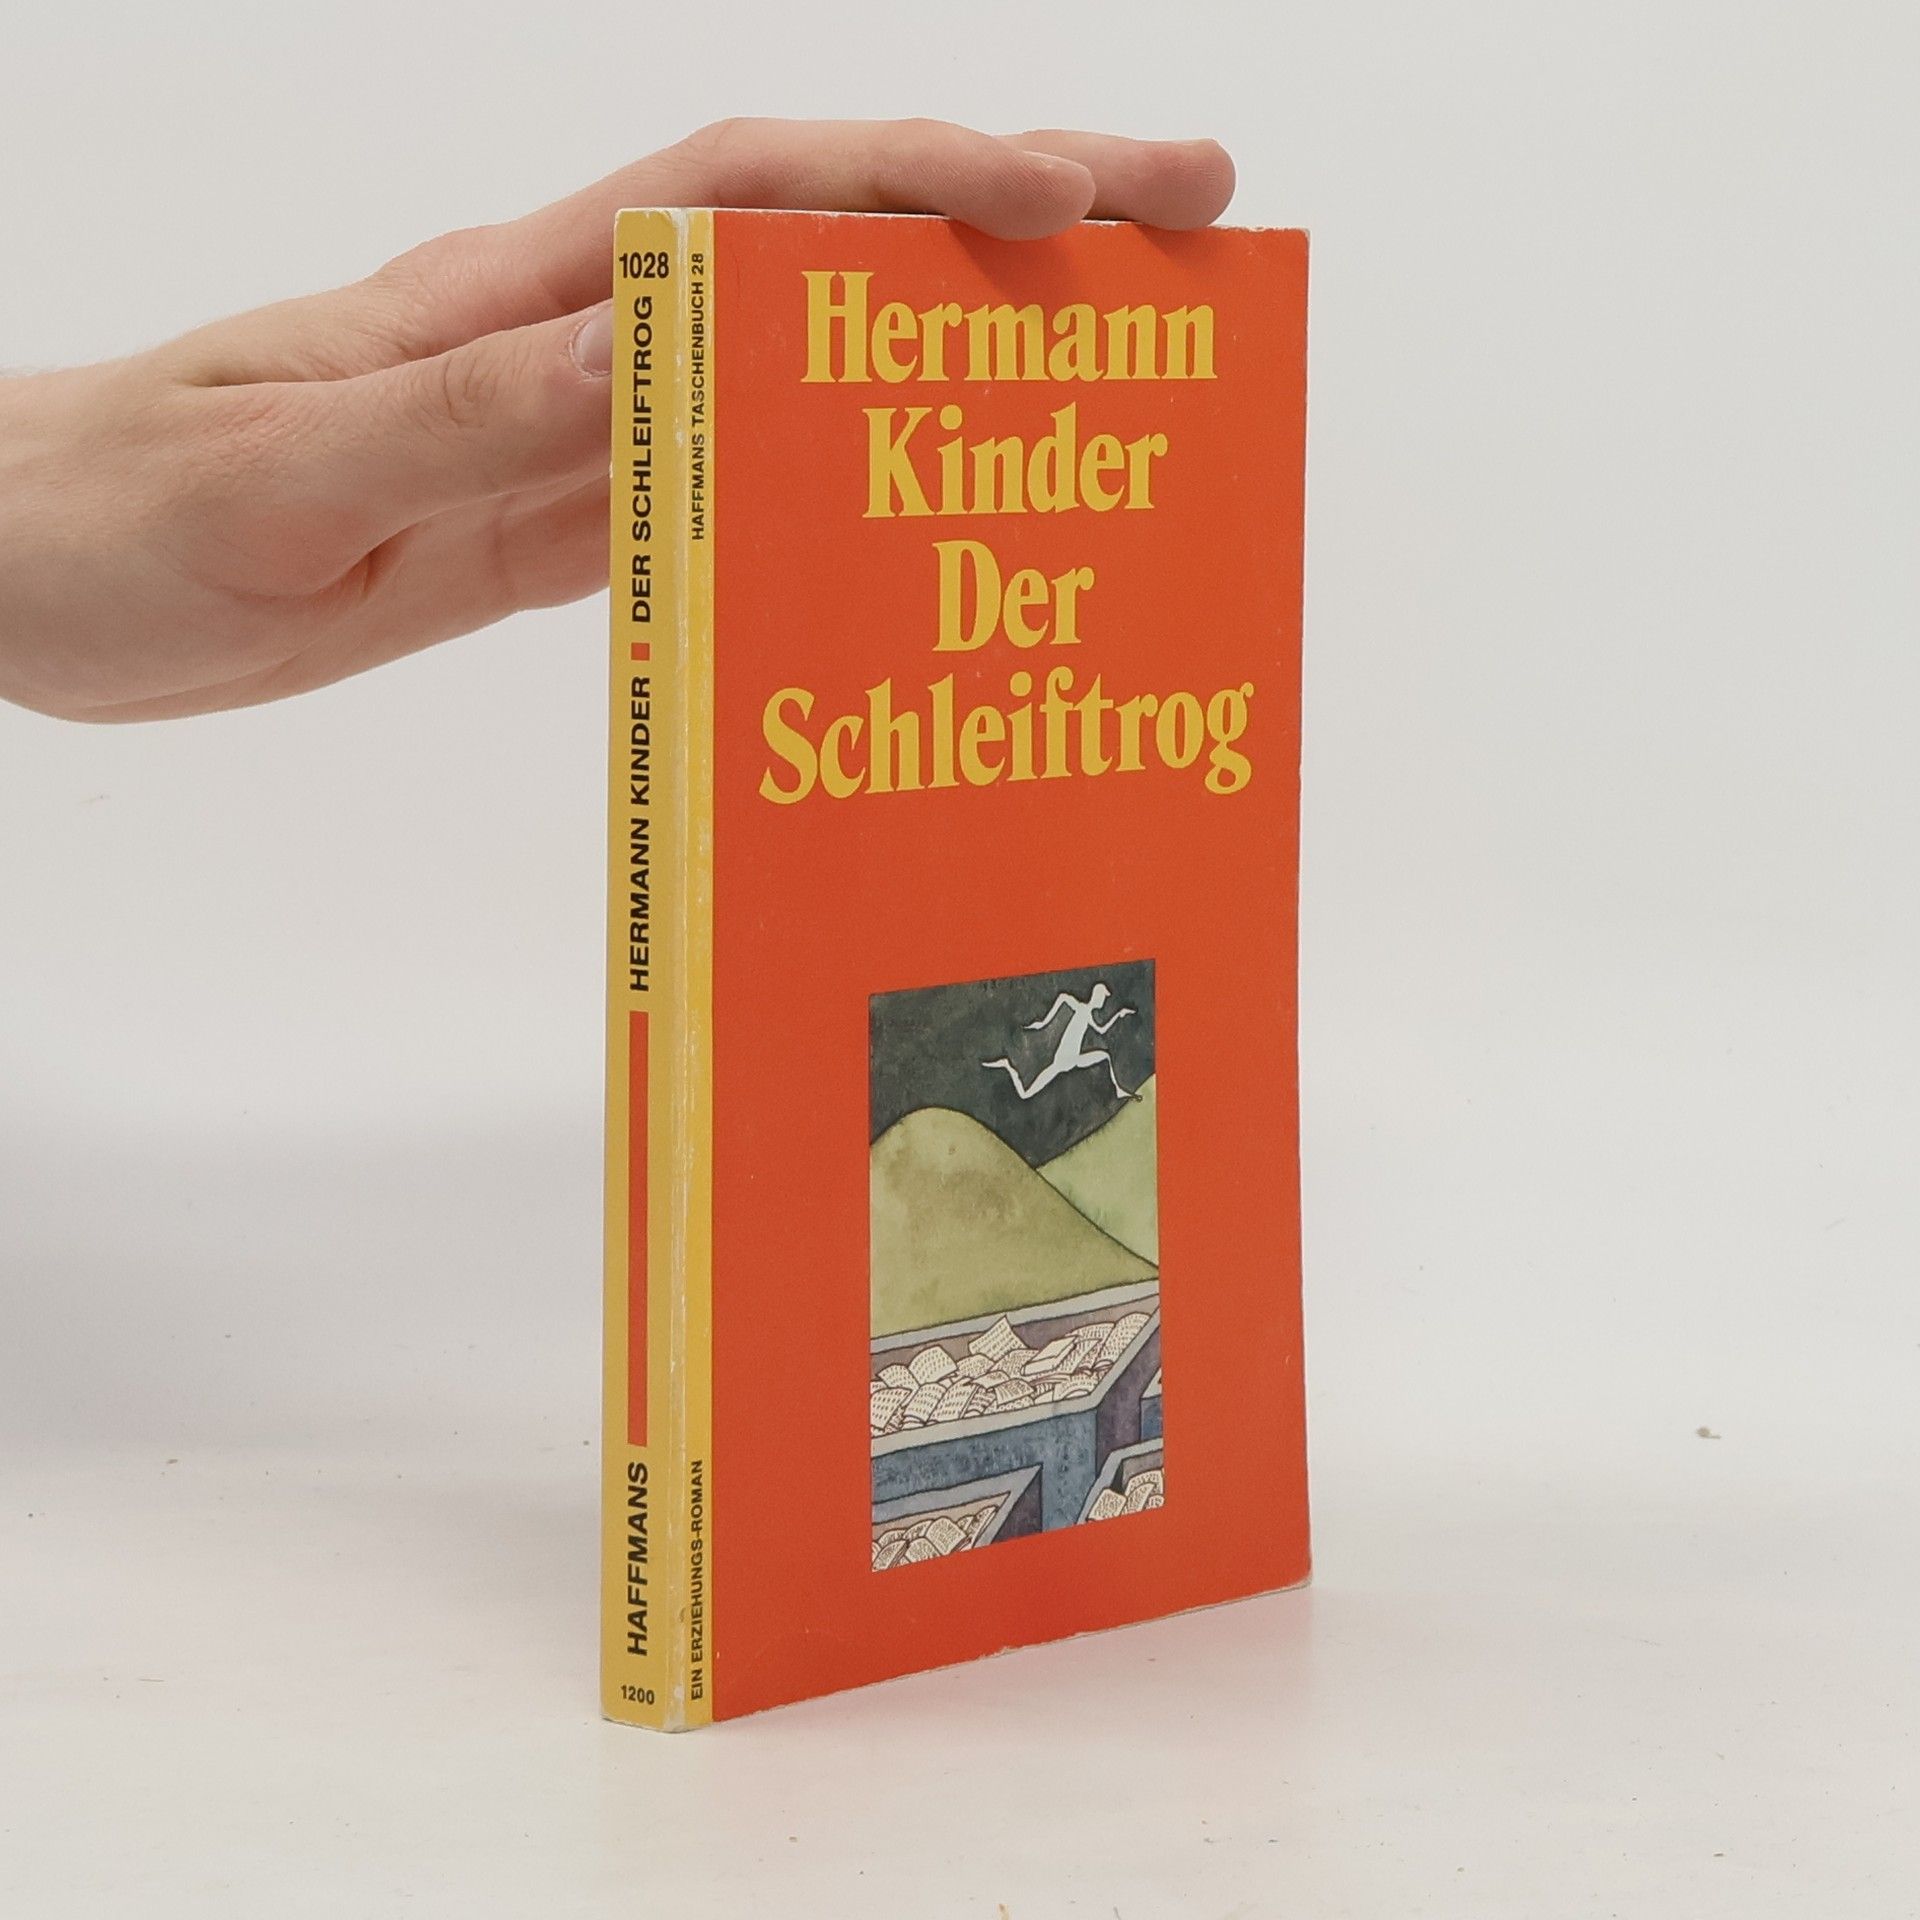 1028
HERMANN KINDER ■ DER SCHLEIFTROG
HAFFMANS
1200
HAFFMANS TASCHENBUCH 28
EIN ERZIEHUNGS-ROMAN
Hermann
Kinder
Der
Schleiftrog